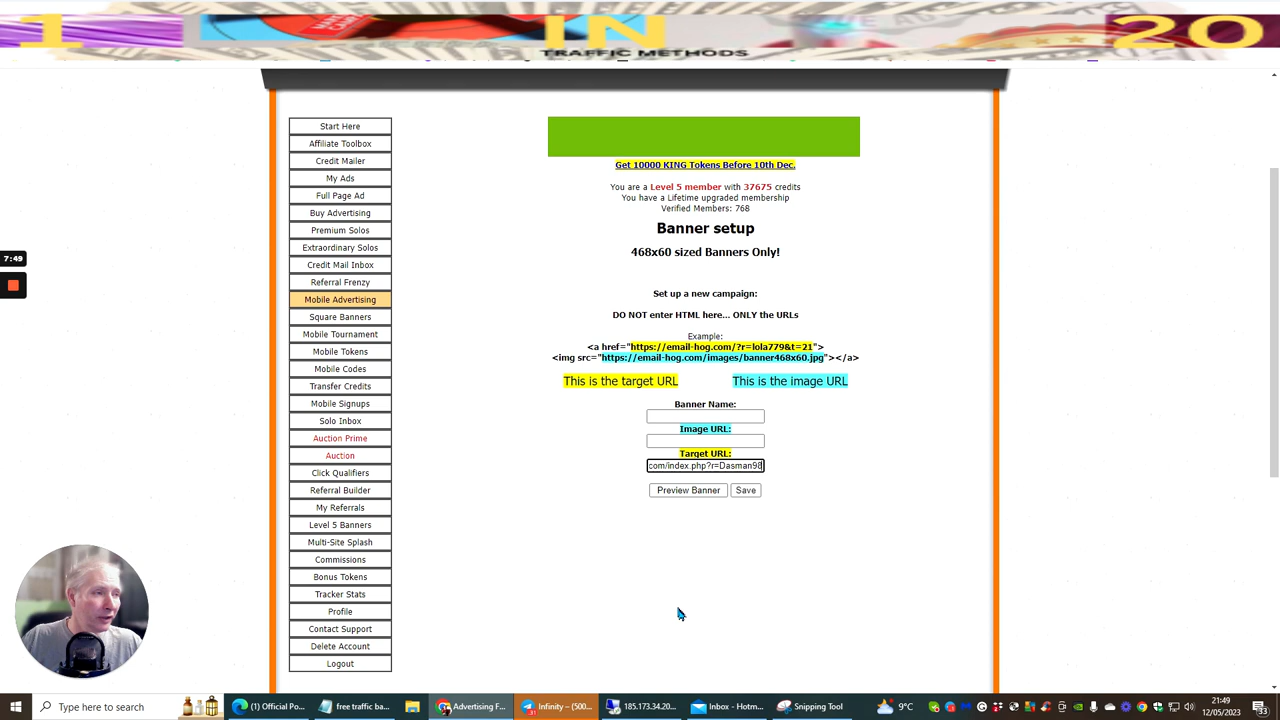 1 IN 20
TRAFFIC METHODS
Start Here
Affiliate Toolbox
Credit Mailer
My Ads
Full Page Ad
Buy Advertising
Premium Solos
Extraordinary Solos
Credit Mail Inbox
Referral Frenzy
Mobile Advertising
Square Banners
Mobile Tournament
Mobile Tokens
Mobile Codes
Transfer Credits
Mobile Signups
Solo Inbox
Auction Prime
Auction
Click Qualifiers
Referral Builder
My Referrals
Level 5 Banners
Multi-Site Splash
Commissions
Bonus Tokens
Tracker Stats
Profile
Contact Support
Delete Account
Logout
Get 10000 KING Tokens Before 10th Dec.
You are a Level 5 member with 37675 credits
You have a Lifetime upgraded membership
Verified Members: 768
Banner setup
468x60 sized Banners Only!
Set up a new campaign:
DO NOT enter HTML here... ONLY the URLs
Example:
<a href="https://email-hog.com/?r=lola779&t=21">
<img src="https://email-hog.com/images/banner468x60.jpg"></a>
This is the target URL This is the image URL
Banner Name:
Image URL:
Target URL:
com/index.php?r=Dasman98
Preview Banner Save
7:49
Type here to search (1) Official Po... free traffic ba... Advertising F... Infinity – (500... 185.173.34.20... Inbox - Hotm... Snipping Tool 9°C 21:49
12/05/2023